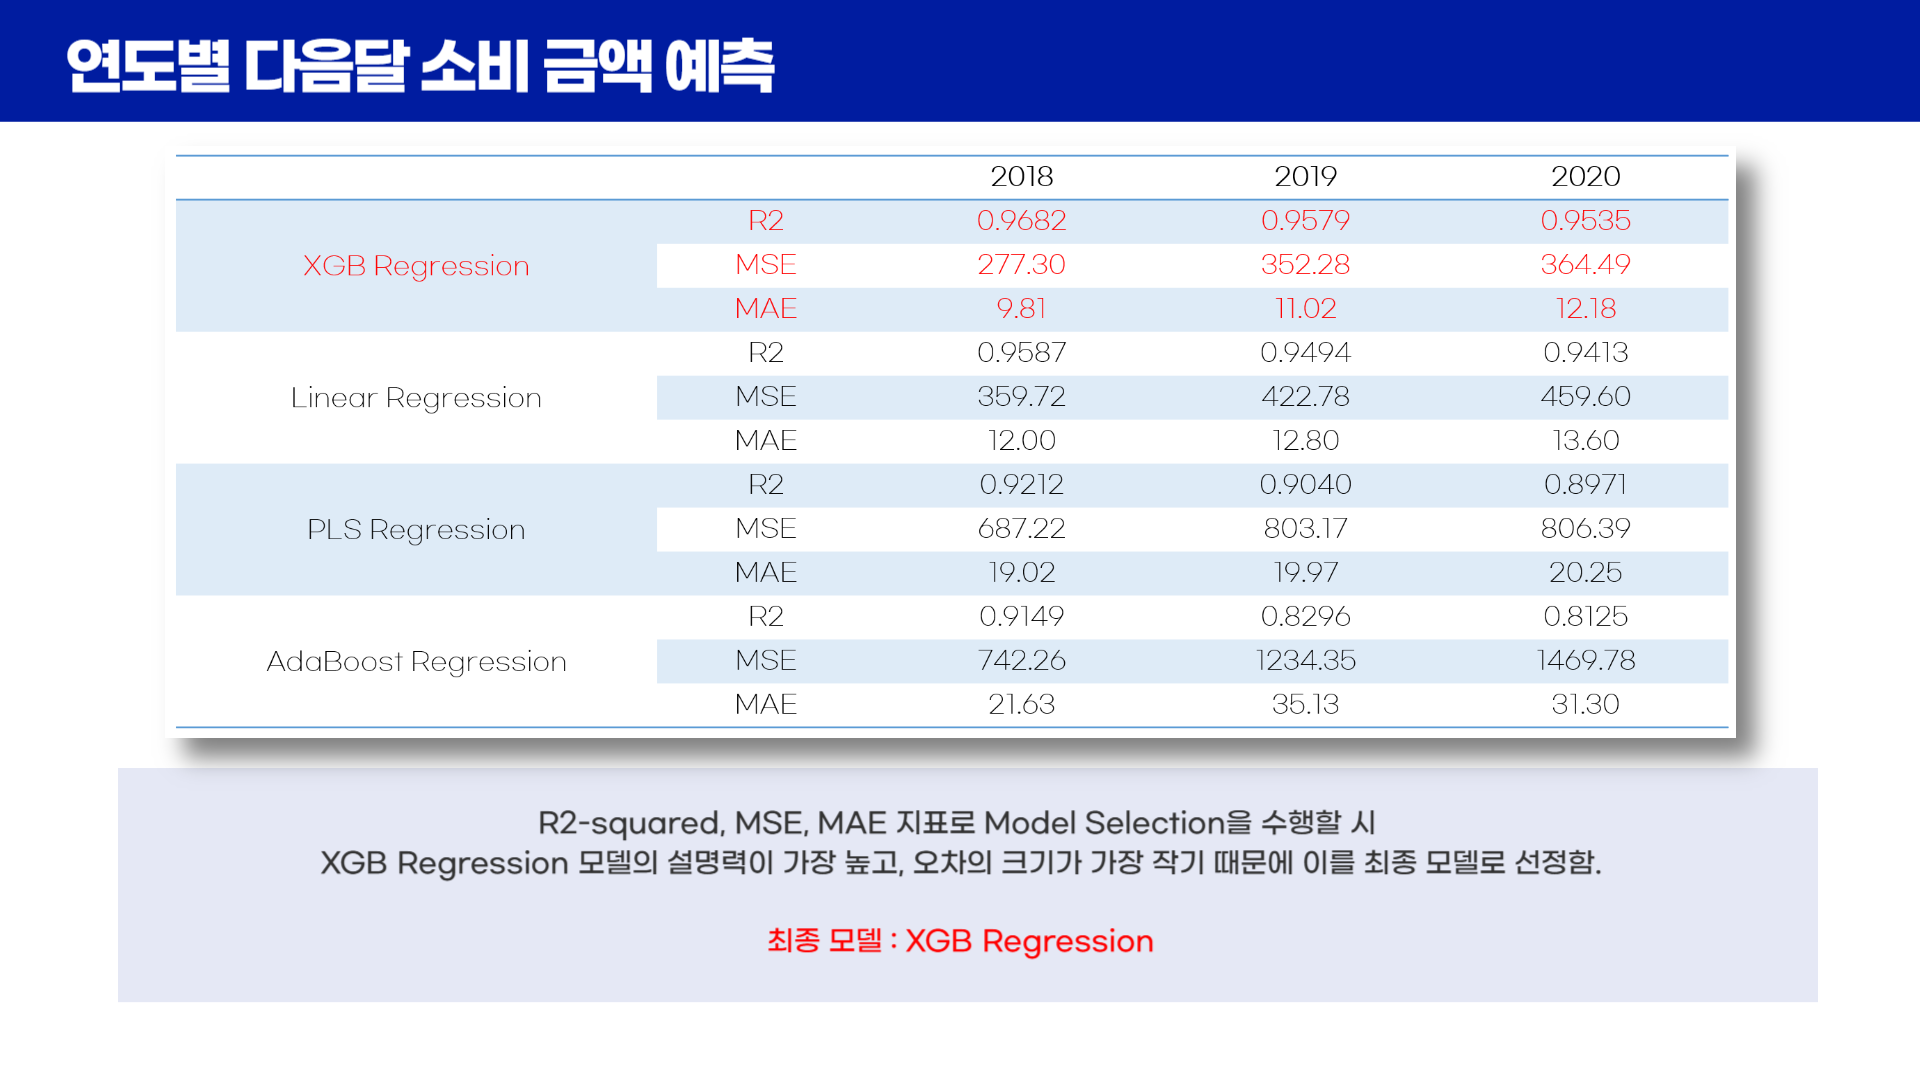 연도별 다음달 소비 금액 예측
2018 2019 2020
R2 0.9682 0.9579 0.9535
XGB Regression MSE 277.30 352.28 364.49
MAE 9.81 11.02 12.18
R2 0.9587 0.9494 0.9413
Linear Regression MSE 359.72 422.78 459.60
MAE 12.00 12.80 13.60
R2 0.9212 0.9040 0.8971
PLS Regression MSE 687.22 803.17 806.39
MAE 19.02 19.97 20.25
R2 0.9149 0.8296 0.8125
AdaBoost Regression MSE 742.26 1234.35 1469.78
MAE 21.63 35.13 31.30
R2-squared, MSE, MAE 지표로 Model Selection을 수행할 시
XGB Regression 모델의 설명력이 가장 높고, 오차의 크기가 가장 작기 때문에 이를 최종 모델로 선정함.
최종 모델 : XGB Regression